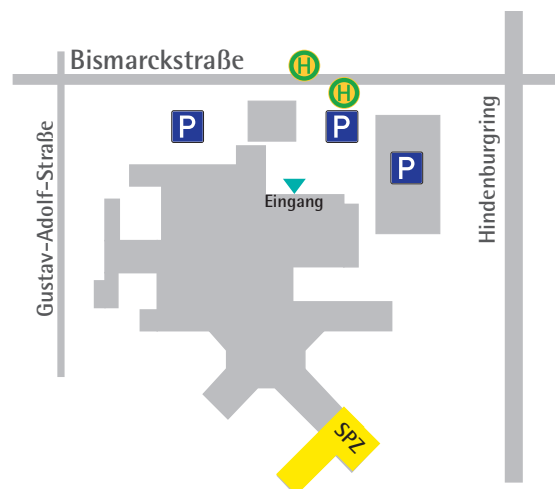 Bismarckstraße
H
H
P
P
P
Gustav-Adolf-Straße
Hindenburgring
Eingang
SPZ